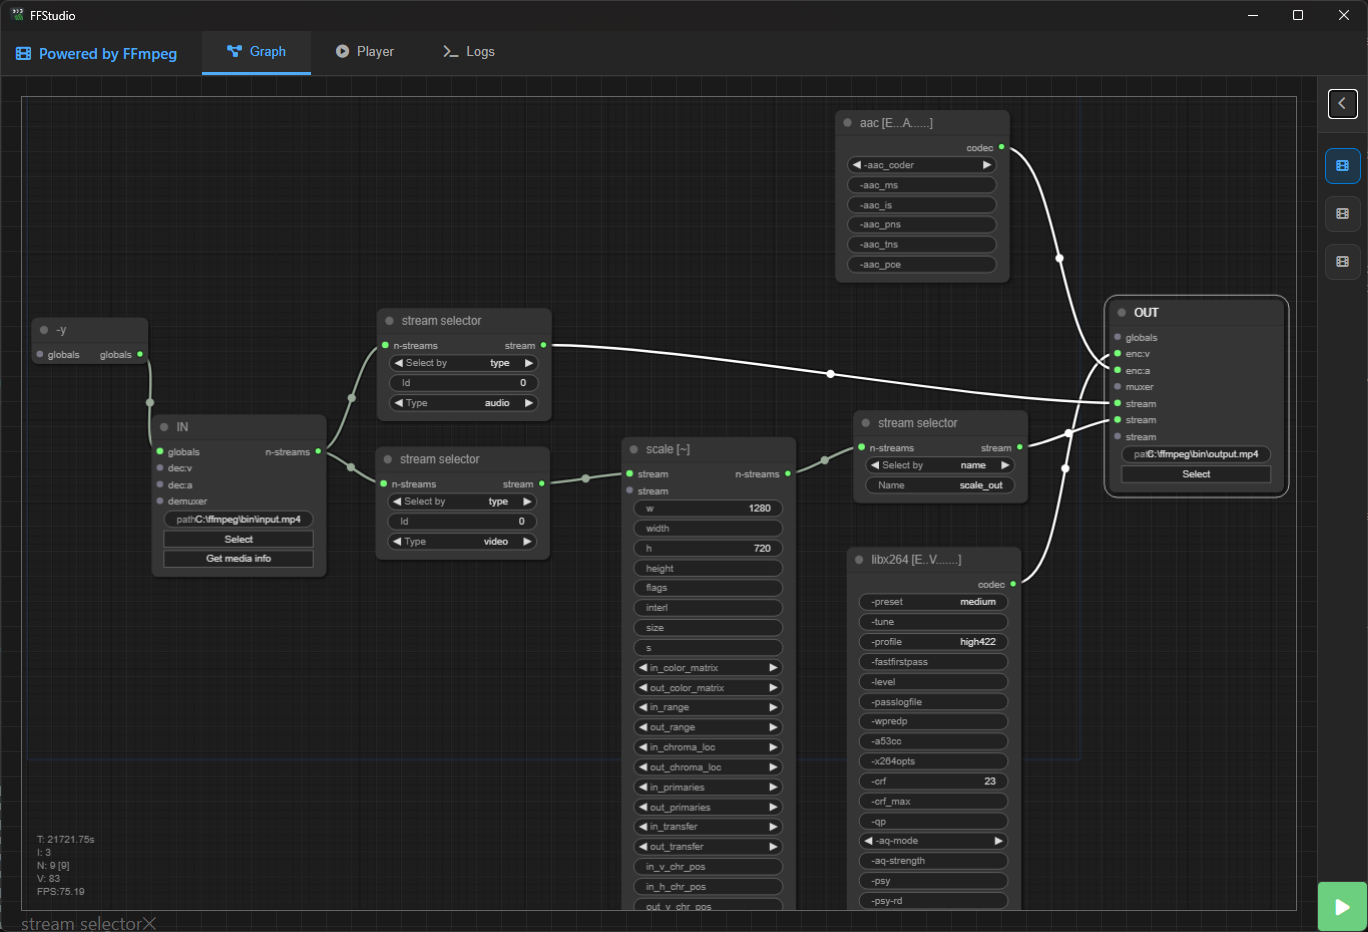 FFStudio
Powered by FFmpeg
Graph
Player
Logs
aac [E...A......]
codec
-aac_coder
-aac_ms
-aac_is
-aac_pns
-aac_tns
-aac_pce
-y
globals globals
stream selector
n-streams stream
Select by type
Id 0
Type audio
IN
globals n-streams
dec:v
dec:a
demuxer
path C:\ffmpeg\bin\input.mp4
Select
Get media info
stream selector
n-streams stream
Select by type
Id 0
Type video
scale [~]
stream n-streams
stream
w 1280
width
h 720
height
flags
interl
size
s
in_color_matrix
out_color_matrix
in_range
out_range
in_chroma_loc
out_chroma_loc
in_primaries
out_primaries
in_transfer
out_transfer
in_v_chr_pos
in_h_chr_pos
out_v_chr_pos
stream selector
n-streams stream
Select by name
Name scale_out
libx264 [E..V.......]
codec
-preset medium
-tune
-profile high422
-fastfirstpass
-level
-passlogfile
-wpredp
-a53cc
-x264opts
-crf 23
-crf_max
-qp
-aq-mode
-aq-strength
-psy
-psy-rd
OUT
globals
enc:v
enc:a
muxer
stream
stream
stream
path C:\ffmpeg\bin\output.mp4
Select
T: 21721.75s
I: 3
N: 9 [9]
V: 83
FPS:75.19
stream selector